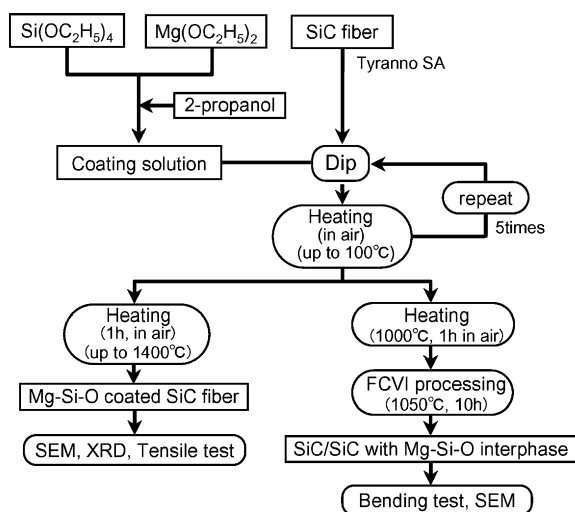 Si(OC₂H₅)₄
Mg(OC₂H₅)₂
SiC fiber
Tyranno SA
2-propanol
Coating solution
Dip
repeat
5times
Heating
(in air)
(up to 100℃)
Heating
(1h, in air)
(up to 1400℃)
Mg-Si-O coated SiC fiber
SEM, XRD, Tensile test
Heating
(1000℃, 1h in air)
FCVI processing
(1050℃, 10h)
SiC/SiC with Mg-Si-O interphase
Bending test, SEM